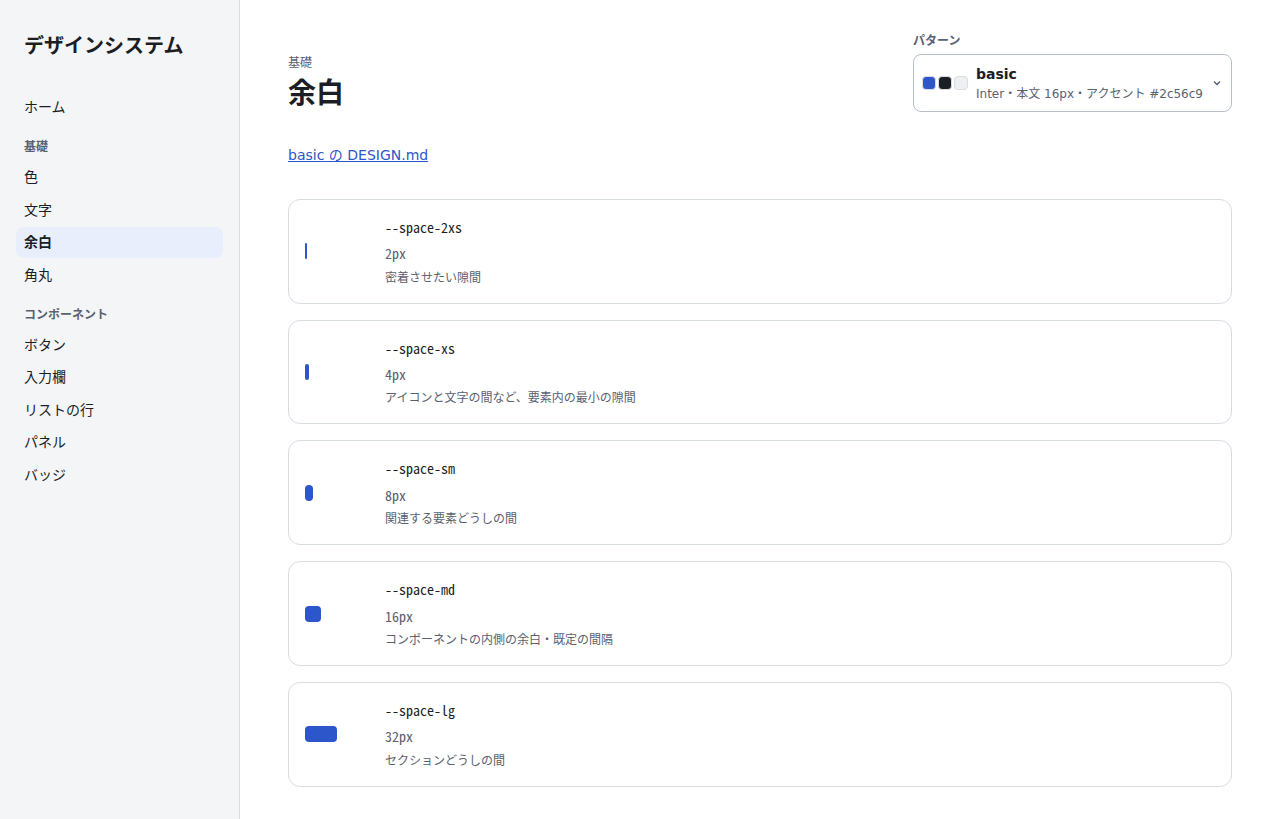 デザインシステム
ホーム
基礎
色
文字
余白
角丸
コンポーネント
ボタン
入力欄
リストの行
パネル
バッジ
基礎
余白
パターン
basic
Inter・本文 16px・アクセント #2c56c9
basic の DESIGN.md
--space-2xs
2px
密着させたい隙間
--space-xs
4px
アイコンと文字の間など、要素内の最小の隙間
--space-sm
8px
関連する要素どうしの間
--space-md
16px
コンポーネントの内側の余白・既定の間隔
--space-lg
32px
セクションどうしの間